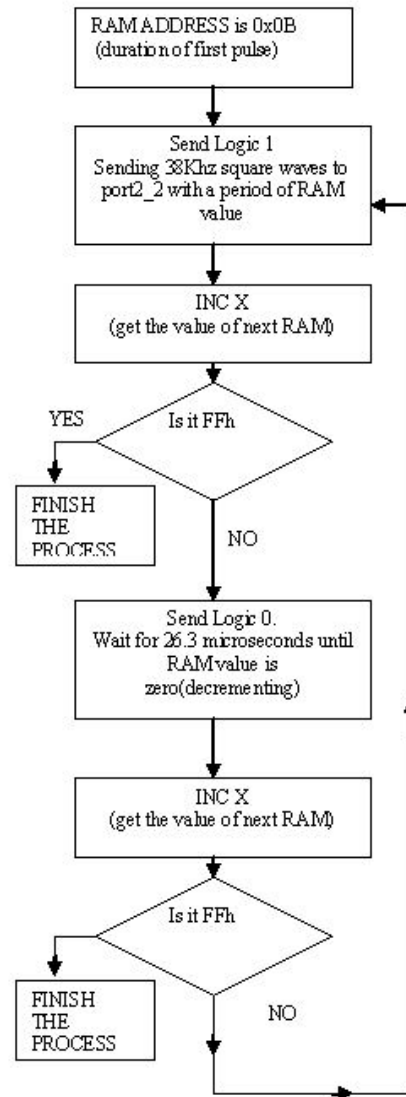 RAM ADDRESS is 0x0B
(duration of first pulse)
Send Logic 1
Sending 38Khz square waves to
port2_2 with a period of RAM
value
INC X
(get the value of next RAM)
Is it FFh
YES
FINISH
THE
PROCESS
NO
Send Logic 0.
Wait for 26.3 microseconds until
RAM value is
zero(decrementing)
INC X
(get the value of next RAM)
Is it FFh
FINISH
THE
PROCESS
NO